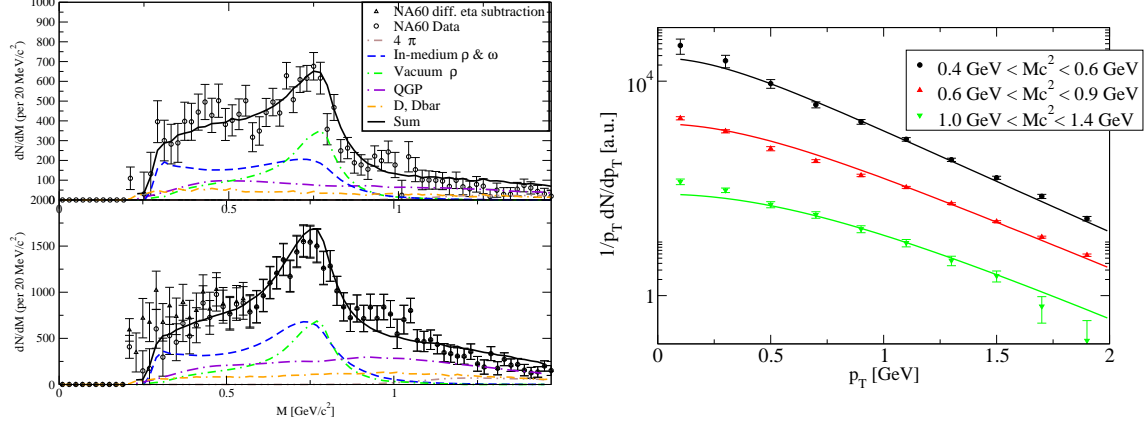 1000
900
800
700
600
500
400
300
200
100
2000
dN/dM (per 20 MeV/c²)
NA60 diff. eta subtraction
NA60 Data
4 π
In-medium ρ & ω
Vacuum ρ
QGP
D, Dbar
Sum
0.5
1
1500
1000
500
0
dN/dM (per 20 MeV/c²)
0
0.5
1
M [GeV/c²]
10⁴
1
1/p_T dN/dp_T [a.u.]
0.4 GeV < Mc² < 0.6 GeV
0.6 GeV < Mc² < 0.9 GeV
1.0 GeV < Mc² < 1.4 GeV
0
0.5
1
1.5
2
p_T [GeV]